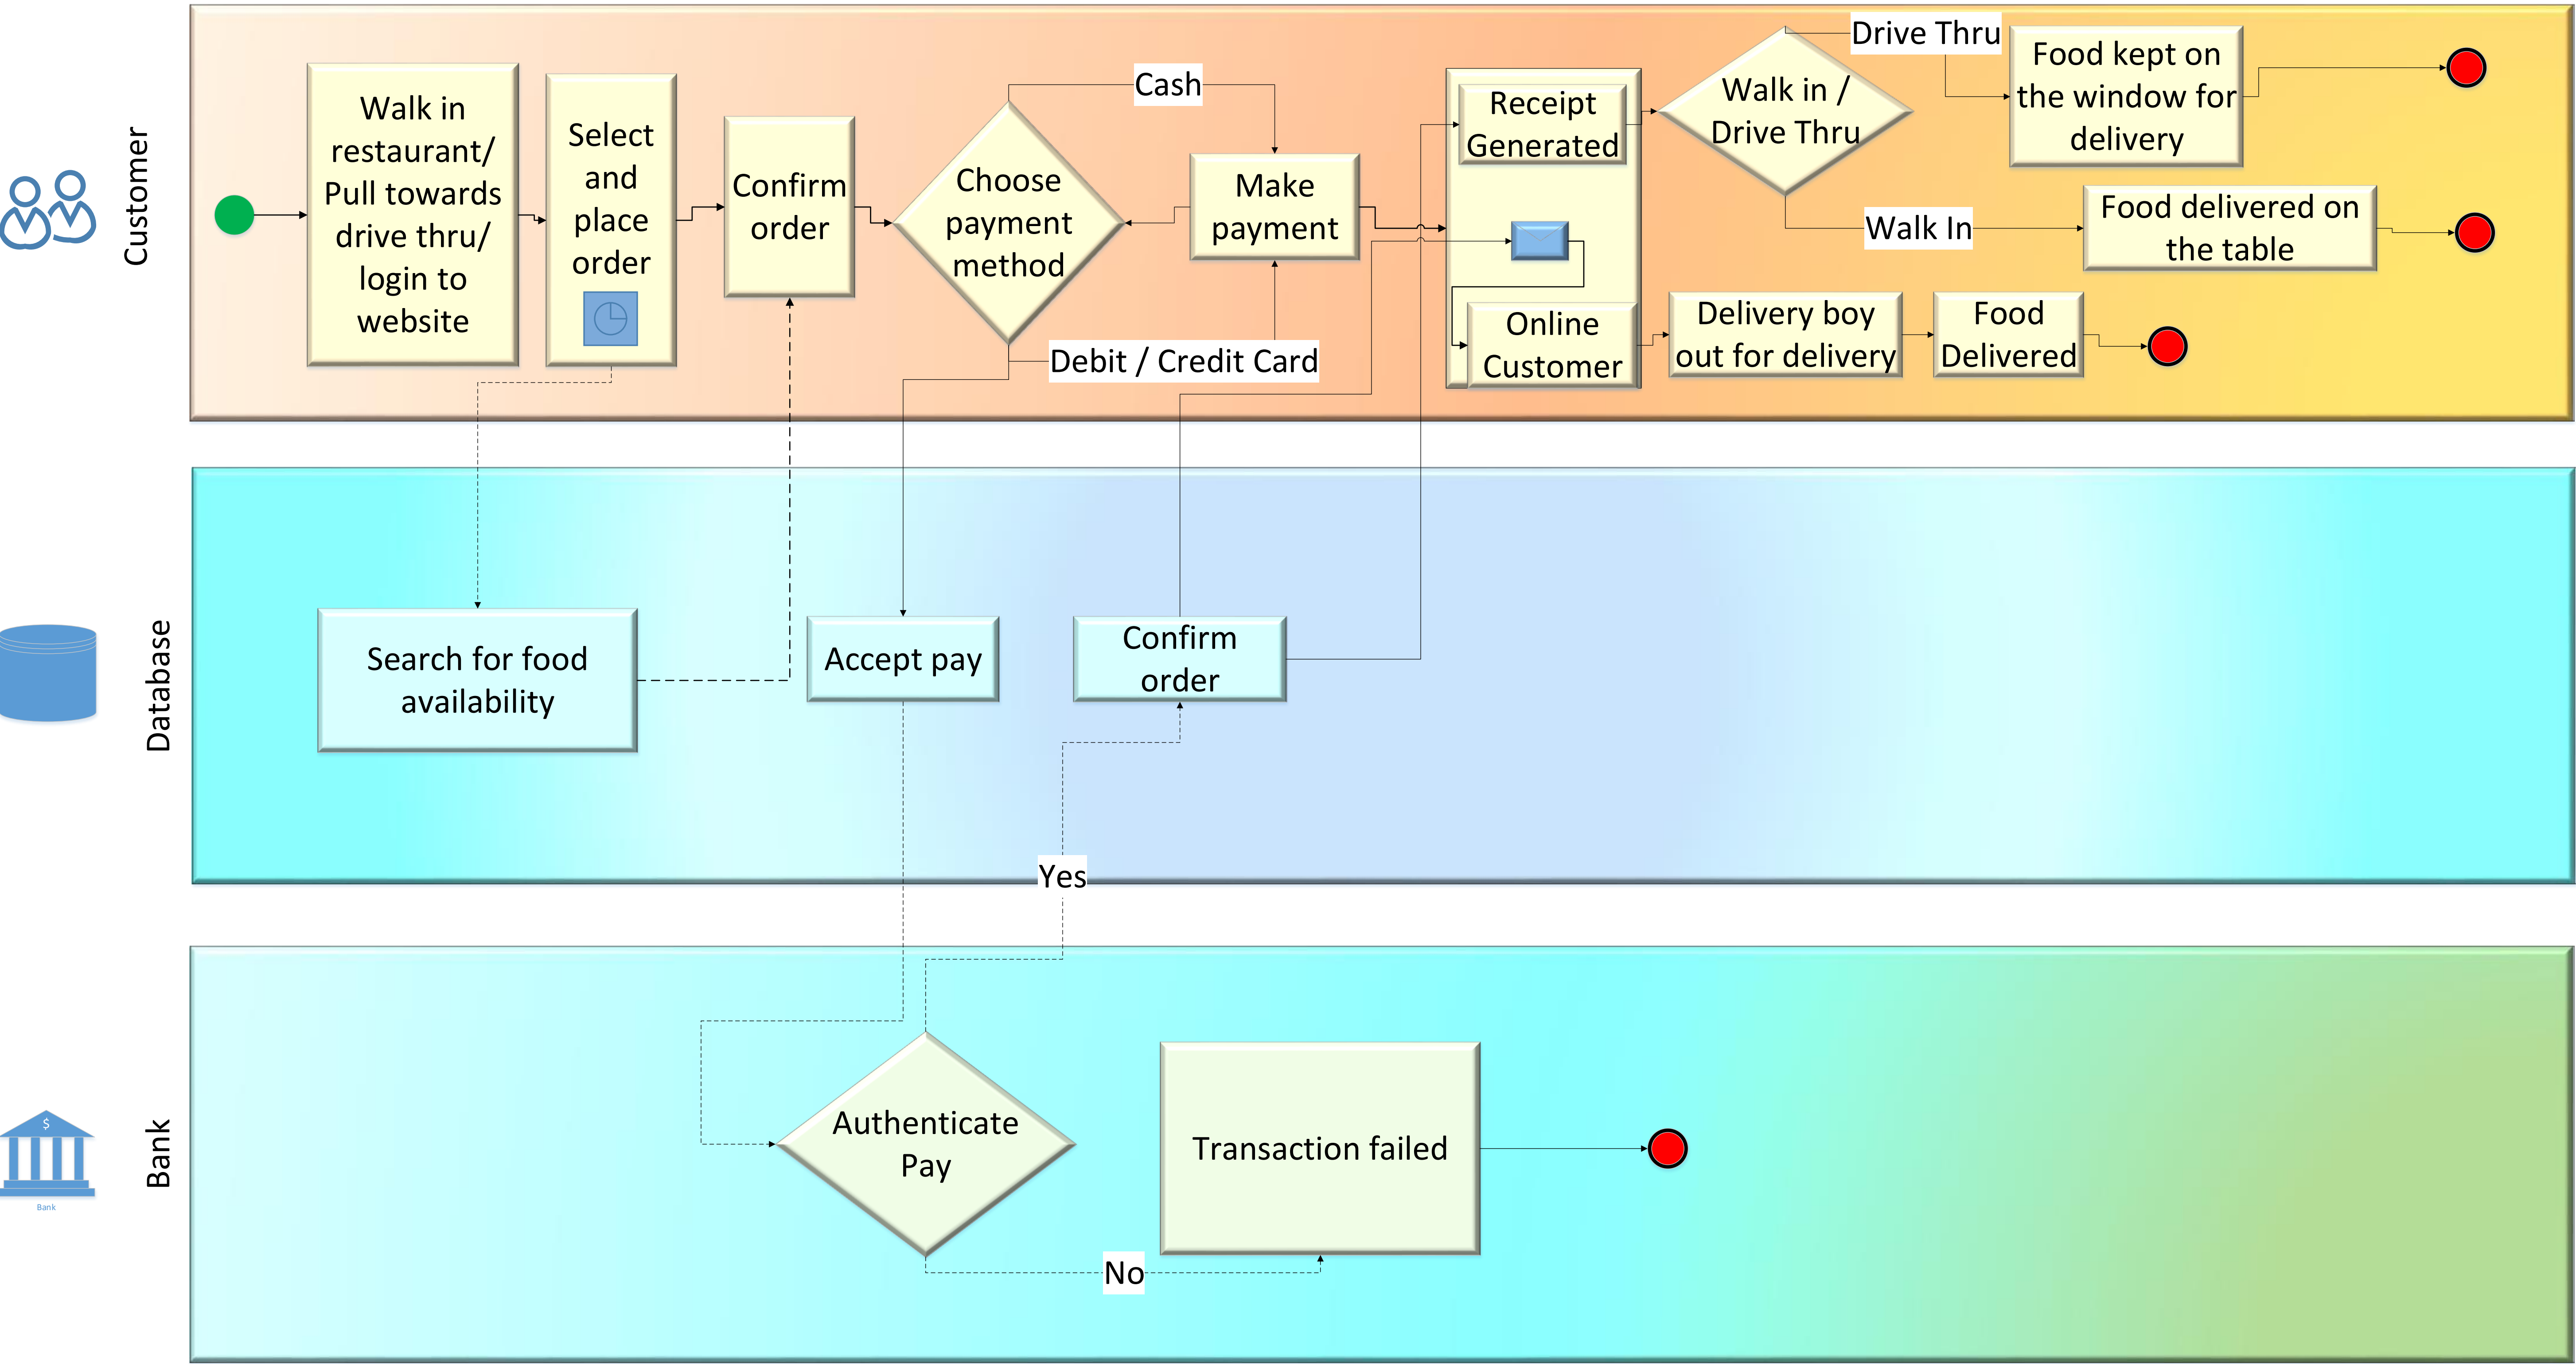 Customer
Walk in
restaurant/
Pull towards
drive thru/
login to
website
Select
and
place
order
Confirm
order
Choose
payment
method
Cash
Debit / Credit Card
Make
payment
Receipt
Generated
Online
Customer
Walk in /
Drive Thru
Drive Thru
Food kept on
the window for
delivery
Walk In
Food delivered on
the table
Delivery boy
out for delivery
Food
Delivered
Database
Search for food
availability
Accept pay
Confirm
order
Yes
Bank
$
Bank
Authenticate
Pay
No
Transaction failed